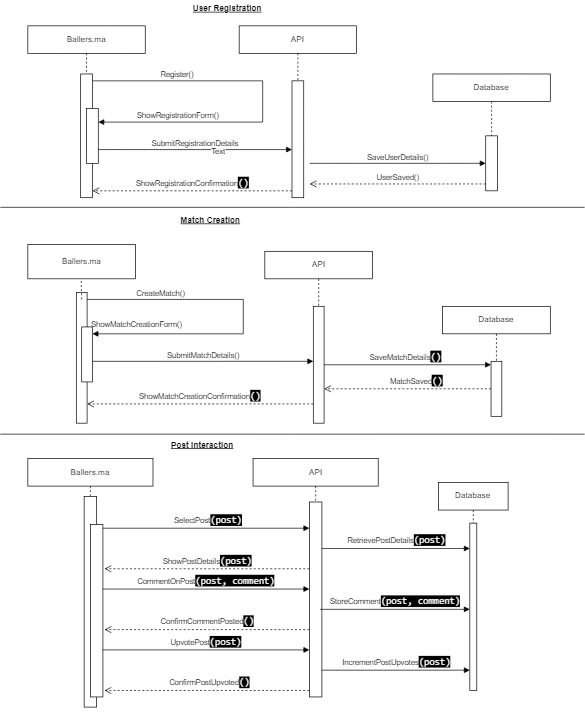 User Registration
Ballers.ma
API
Database
Register()
ShowRegistrationForm()
SubmitRegistrationDetails
Text
SaveUserDetails()
UserSaved()
ShowRegistrationConfirmation()
Match Creation
Ballers.ma
API
Database
CreateMatch()
ShowMatchCreationForm()
SubmitMatchDetails()
SaveMatchDetails()
MatchSaved()
ShowMatchCreationConfirmation()
Post Interaction
Ballers.ma
API
Database
SelectPost(post)
RetrievePostDetails(post)
ShowPostDetails(post)
CommentOnPost(post, comment)
StoreComment(post, comment)
ConfirmCommentPosted()
UpvotePost(post)
IncrementPostUpvotes(post)
ConfirmPostUpvoted()